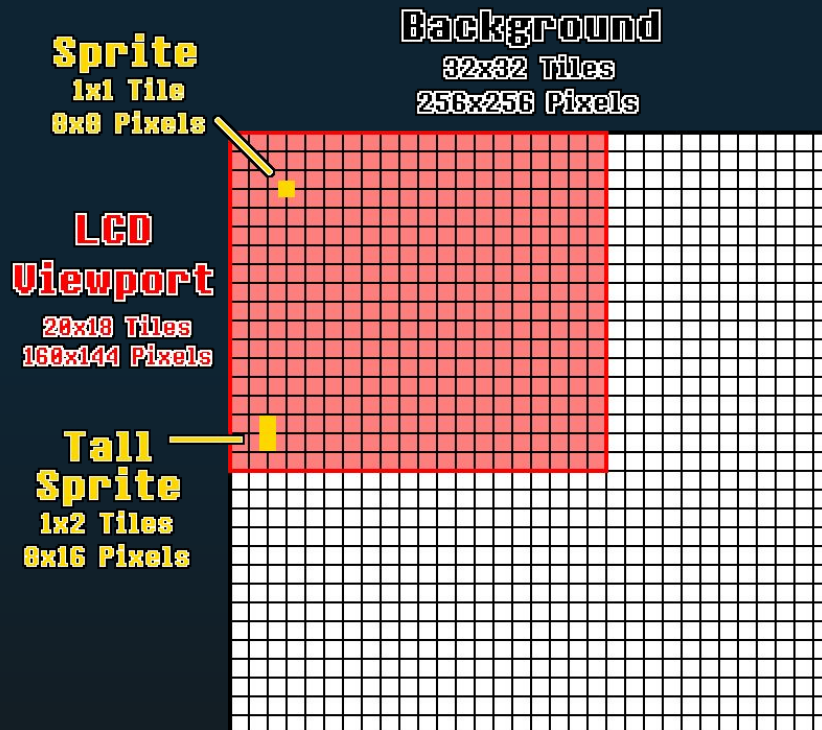 Background
32x32 Tiles
256x256 Pixels
Sprite
1x1 Tile
8x8 Pixels
LCD
Viewport
20x18 Tiles
160x144 Pixels
Tall
Sprite
1x2 Tiles
8x16 Pixels